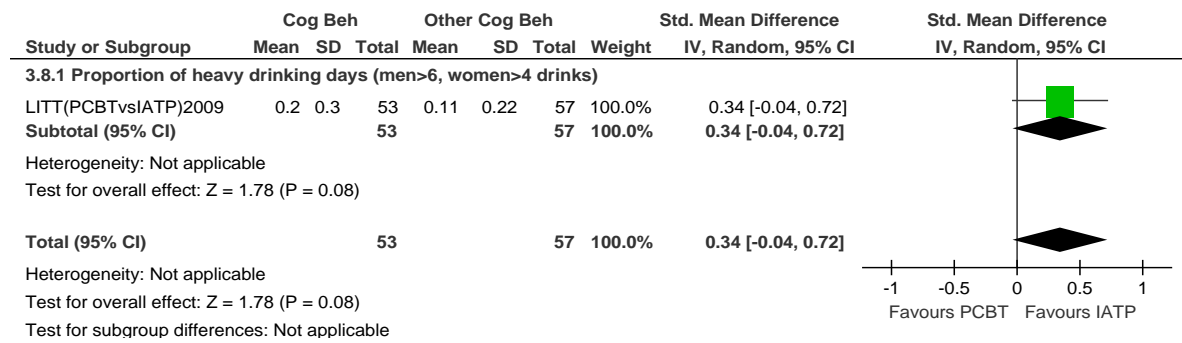 Cog Beh Other Cog Beh Std. Mean Difference Std. Mean Difference
Study or Subgroup Mean SD Total Mean SD Total Weight IV, Random, 95% CI IV, Random, 95% CI
3.8.1 Proportion of heavy drinking days (men>6, women>4 drinks)
LITT(PCBTvsIATP)2009 0.2 0.3 53 0.11 0.22 57 100.0% 0.34 [-0.04, 0.72]
Subtotal (95% CI) 53 57 100.0% 0.34 [-0.04, 0.72]
Heterogeneity: Not applicable
Test for overall effect: Z = 1.78 (P = 0.08)
Total (95% CI) 53 57 100.0% 0.34 [-0.04, 0.72]
Heterogeneity: Not applicable
Test for overall effect: Z = 1.78 (P = 0.08)
Test for subgroup differences: Not applicable
-1 -0.5 0 0.5 1
Favours PCBT Favours IATP